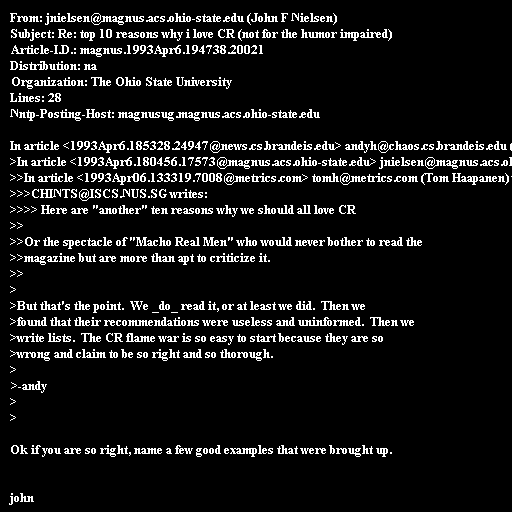 From: jnielsen@magnus.acs.ohio-state.edu (John F Nielsen)
Subject: Re: top 10 reasons why i love CR (not for the humor impaired)
Article-I.D.: magnus.1993Apr6.194738.20021
Distribution: na
Organization: The Ohio State University
Lines: 28
Nntp-Posting-Host: magnusug.magnus.acs.ohio-state.edu

In article <1993Apr6.185328.24947@news.cs.brandeis.edu> andyh@chaos.cs.brandeis.edu (
>In article <1993Apr6.180456.17573@magnus.acs.ohio-state.edu> jnielsen@magnus.acs.ol
>>In article <1993Apr06.133319.7008@metrics.com> tomh@metrics.com (Tom Haapanen)
>>>CHINTS@ISCS.NUS.SG writes:
>>>> Here are "another" ten reasons why we should all love CR
>>
>>Or the spectacle of "Macho Real Men" who would never bother to read the
>>magazine but are more than apt to criticize it.
>>
>
>But that's the point.  We _do_ read it, or at least we did.  Then we
>found that their recommendations were useless and uninformed.  Then we
>write lists.  The CR flame war is so easy to start because they are so
>wrong and claim to be so right and so thorough.
>
>-andy
>
>

Ok if you are so right, name a few good examples that were brought up.

john